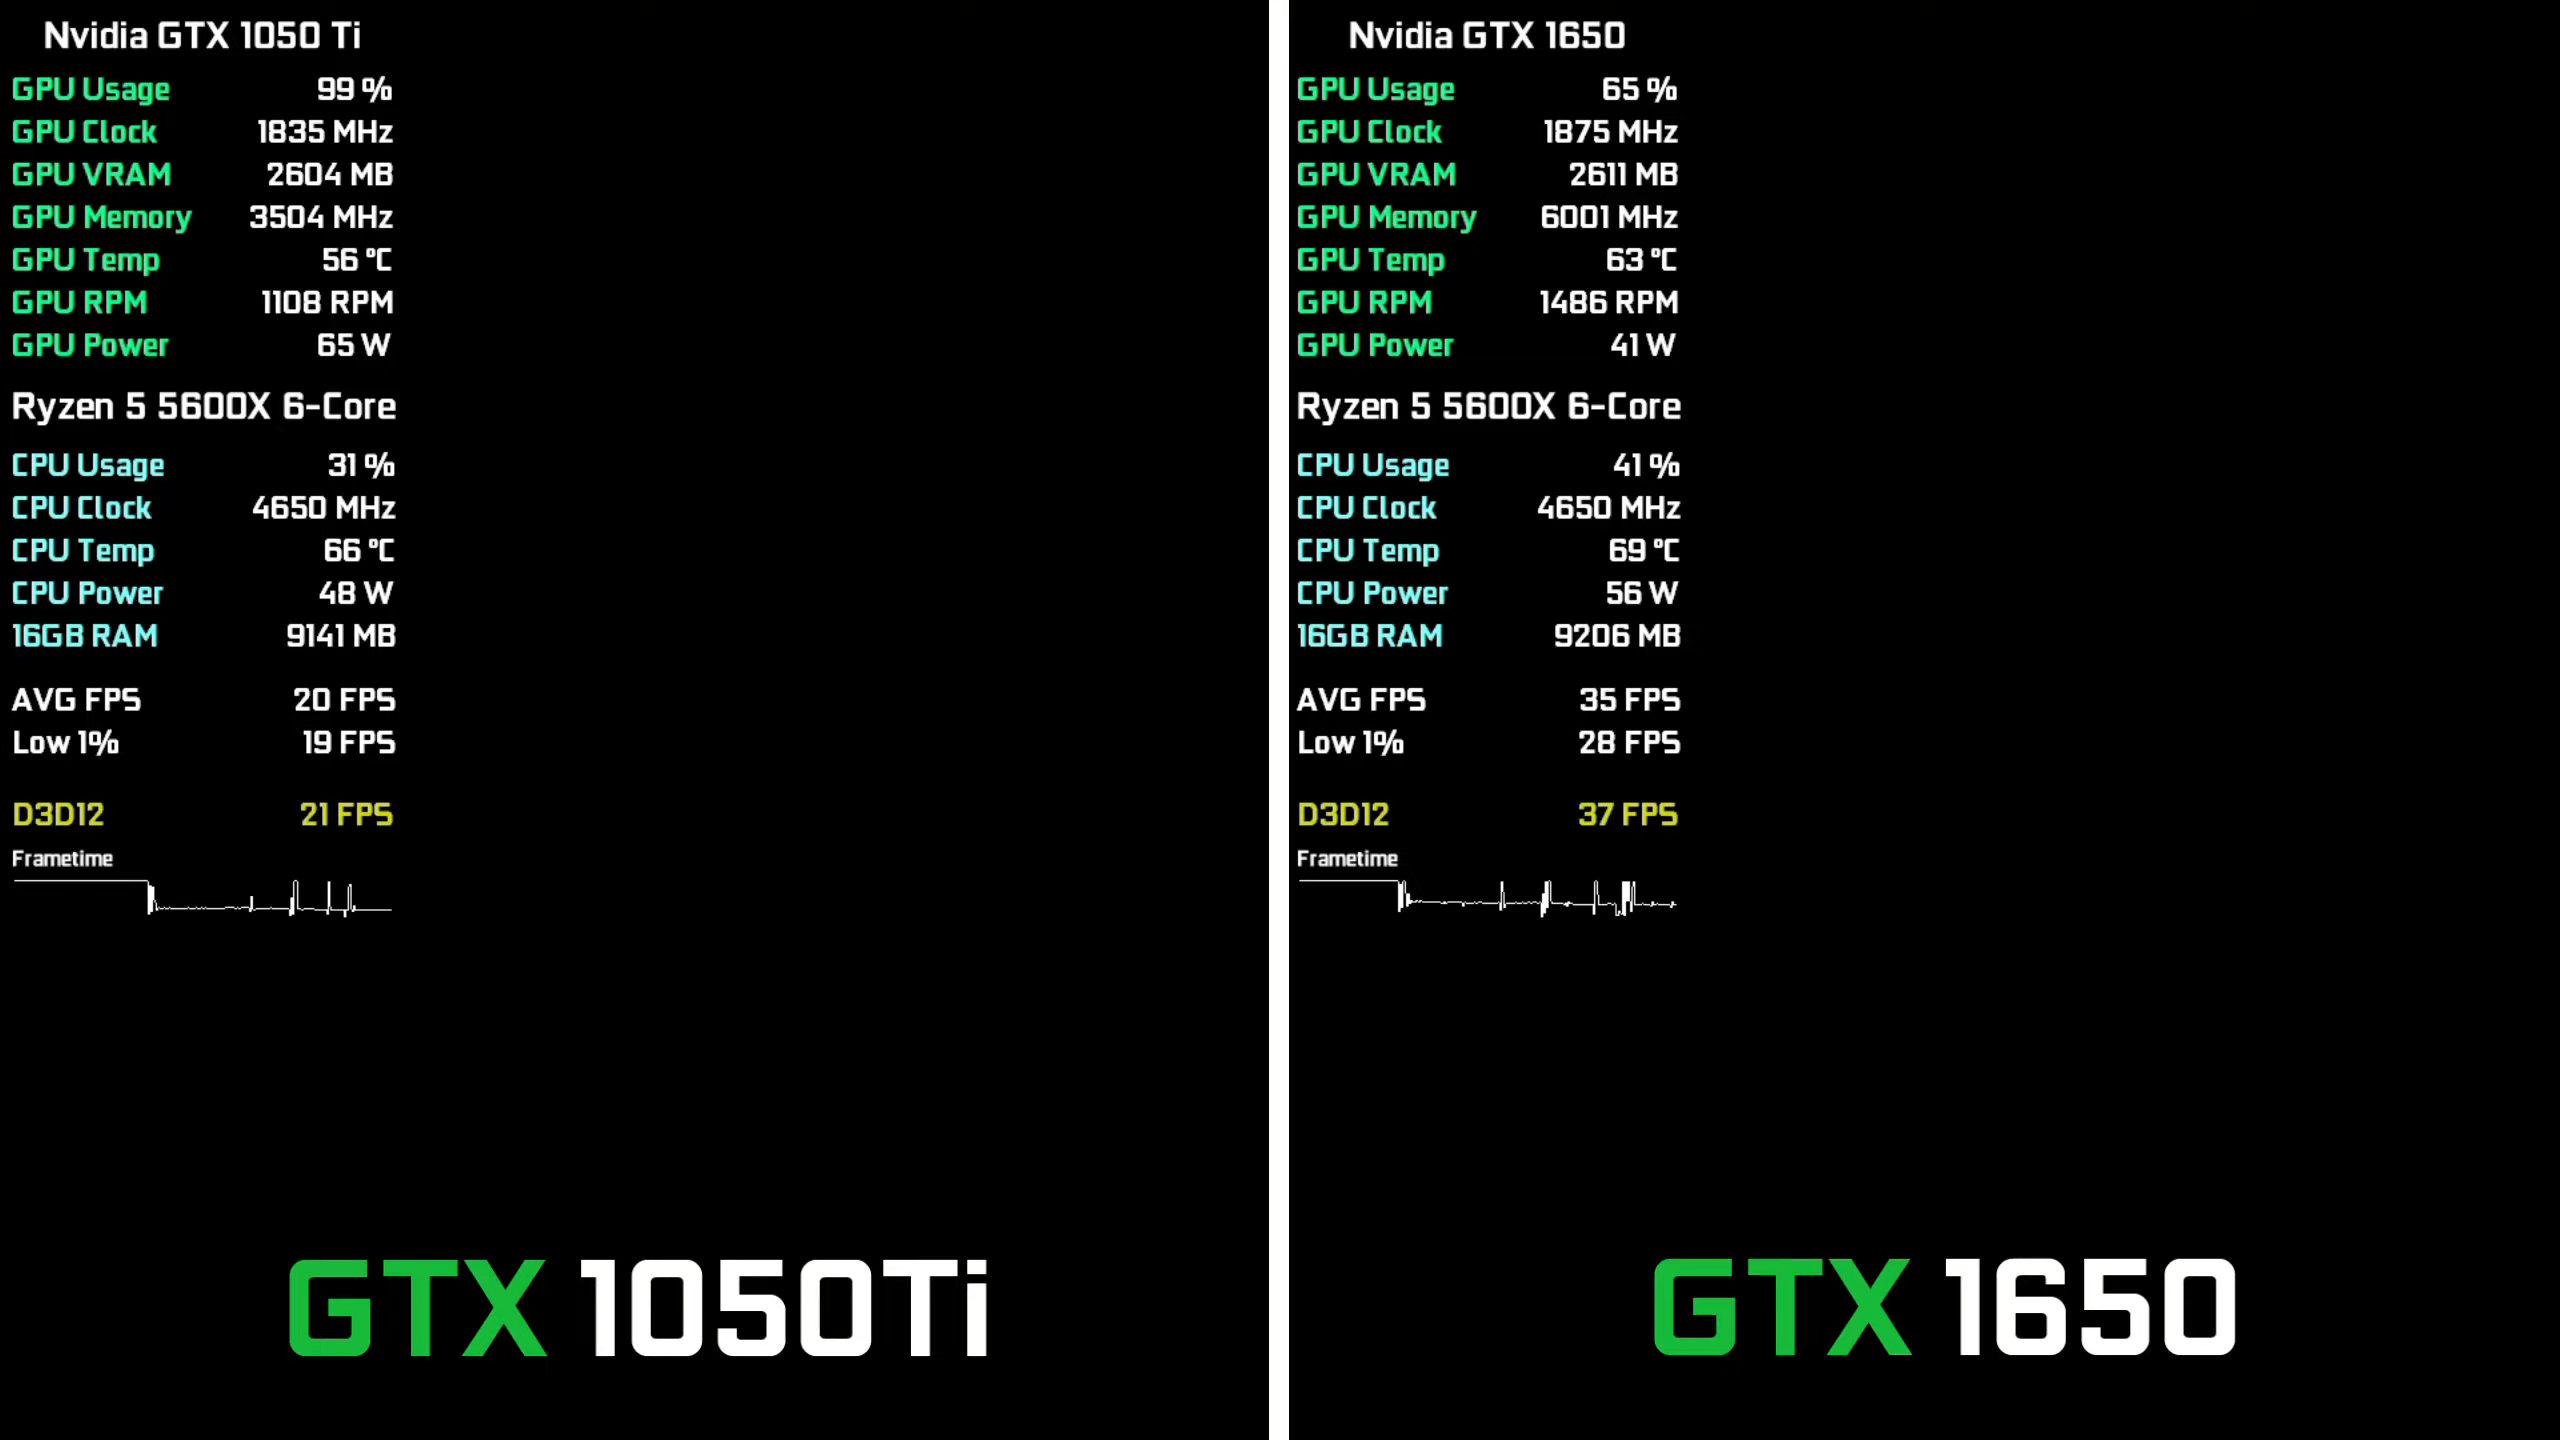 Nvidia GTX 1050 Ti
GPU Usage 99 %
GPU Clock 1835 MHz
GPU VRAM 2604 MB
GPU Memory 3504 MHz
GPU Temp 56 °C
GPU RPM 1108 RPM
GPU Power 65 W
Ryzen 5 5600X 6-Core
CPU Usage 31 %
CPU Clock 4650 MHz
CPU Temp 66 °C
CPU Power 48 W
16GB RAM 9141 MB
AVG FPS 20 FPS
Low 1% 19 FPS
D3D12 21 FPS
Frametime
GTX 1050Ti
Nvidia GTX 1650
GPU Usage 65 %
GPU Clock 1875 MHz
GPU VRAM 2611 MB
GPU Memory 6001 MHz
GPU Temp 63 °C
GPU RPM 1486 RPM
GPU Power 41 W
Ryzen 5 5600X 6-Core
CPU Usage 41 %
CPU Clock 4650 MHz
CPU Temp 69 °C
CPU Power 56 W
16GB RAM 9206 MB
AVG FPS 35 FPS
Low 1% 28 FPS
D3D12 37 FPS
Frametime
GTX 1650